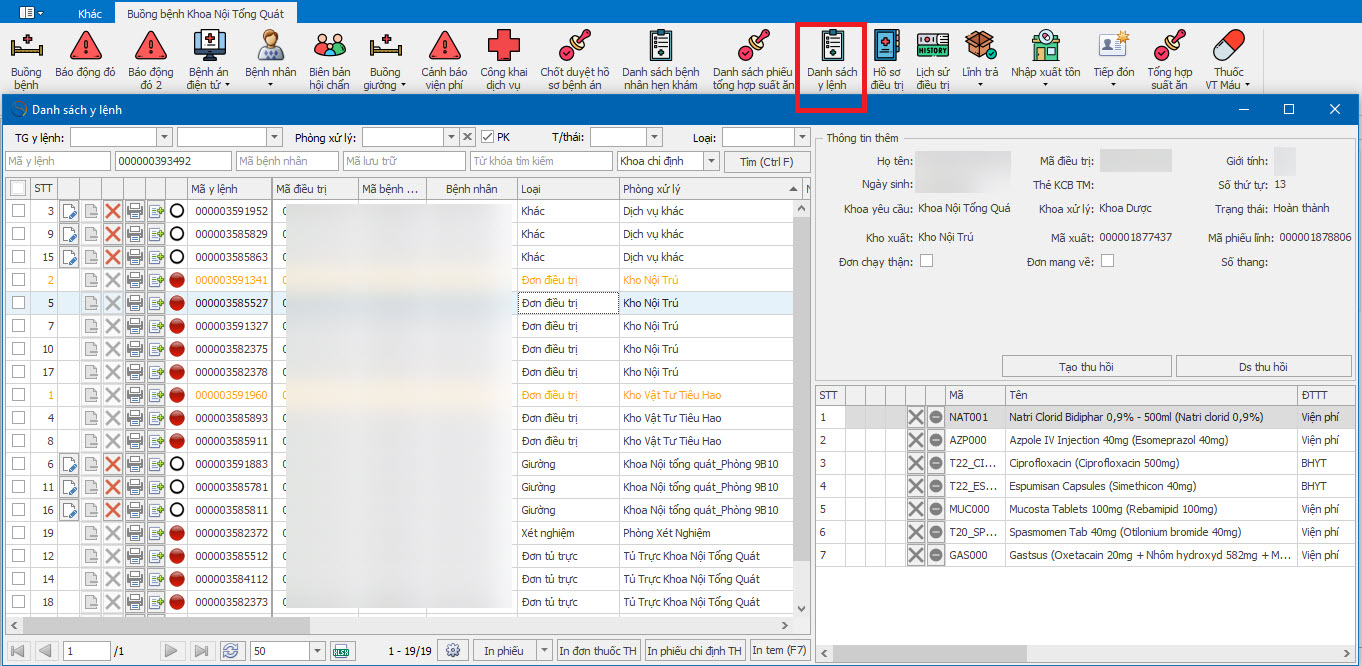 Khác Buồng bệnh Khoa Nội Tổng Quát
Buồng bệnh Báo động đỏ Báo động đỏ 2 Bệnh án điện tử Bệnh nhân Biên bản hội chẩn Buồng giường Cảnh báo viện phí Công khai dịch vụ Chốt duyệt hồ sơ bệnh án Danh sách bệnh nhân hẹn khám Danh sách phiếu tổng hợp suất ăn Danh sách y lệnh Hồ sơ điều trị HISTORY Lịch sử điều trị Lĩnh trả Nhập xuất tồn Tiếp đón Tổng hợp suất ăn Thuốc VT Máu
Danh sách y lệnh
TG y lệnh: Phòng xử lý: PK T/thái: Loại:
Mã y lệnh 000000393492 Mã bệnh nhân Mã lưu trữ Từ khóa tìm kiếm Khoa chỉ định Tìm (Ctrl F)
STT Mã y lệnh Mã điều trị Mã bệnh ... Bệnh nhân Loại Phòng xử lý
3 000003591952 Khác Dịch vụ khác
9 000003585829 Khác Dịch vụ khác
15 000003585863 Khác Dịch vụ khác
2 000003591341 Đơn điều trị Kho Nội Trú
5 000003585527 Đơn điều trị Kho Nội Trú
7 000003591327 Đơn điều trị Kho Nội Trú
10 000003582375 Đơn điều trị Kho Nội Trú
17 000003582378 Đơn điều trị Kho Nội Trú
1 000003591960 Đơn điều trị Kho Vật Tư Tiêu Hao
4 000003585893 Đơn điều trị Kho Vật Tư Tiêu Hao
8 000003585911 Đơn điều trị Kho Vật Tư Tiêu Hao
6 000003591883 Giường Khoa Nội tổng quát_Phòng 9B10
11 000003585781 Giường Khoa Nội tổng quát_Phòng 9B10
16 000003585811 Giường Khoa Nội tổng quát_Phòng 9B10
19 000003582372 Xét nghiệm Phòng Xét Nghiệm
12 000003585512 Đơn tủ trực Tủ Trực Khoa Nội Tổng Quát
14 000003584112 Đơn tủ trực Tủ Trực Khoa Nội Tổng Quát
18 000003582373 Đơn tủ trực Tủ Trực Khoa Nội Tổng Quát
1 /1 50 XLSX 1 - 19/19 In phiếu In đơn thuốc TH In phiếu chỉ định TH In tem (F7)
Thông tin thêm
Họ tên: Mã điều trị: Giới tính:
Ngày sinh: Thẻ KCB TM: Số thứ tự: 13
Khoa yêu cầu: Khoa Nội Tổng Quá Khoa xử lý: Khoa Dược Trạng thái: Hoàn thành
Kho xuất: Kho Nội Trú Mã xuất: 000001877437 Mã phiếu lĩnh: 000001878806
Đơn chạy thận: Đơn mang về: Số thang:
Tạo thu hồi Ds thu hồi
STT Mã Tên ĐTTT
1 NAT001 Natri Clorid Bidiphar 0,9% - 500ml (Natri clorid 0,9%) Viện phí
2 AZP000 Azpole IV Injection 40mg (Esomeprazol 40mg) Viện phí
3 T22_CI... Ciprofloxacin (Ciprofloxacin 500mg) BHYT
4 T22_ES... Espumisan Capsules (Simethicon 40mg) BHYT
5 MUC000 Mucosta Tablets 100mg (Rebamipid 100mg) Viện phí
6 T20_SP... Spasmomen Tab 40mg (Otilonium bromide 40mg) Viện phí
7 GAS000 Gastsus (Oxetacain 20mg + Nhôm hydroxyd 582mg + M... Viện phí